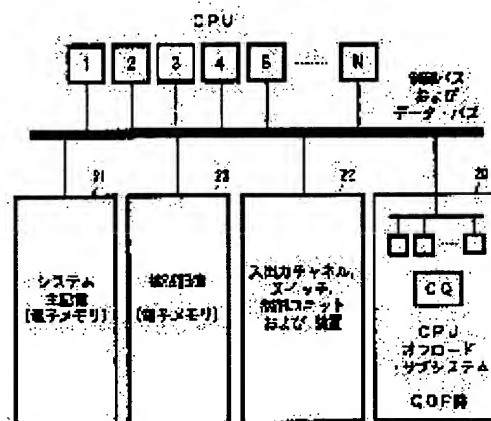 CPU
1 2 3 4 5 N
制御バス
および
データ・バス
21 23 22 20
システム
主記憶
(電子メモリ)
(電子メモリ)
入出力チャネル,
スイッチ,
制御ユニット
および 装置
CQ
CPU
オフロード
サブシステム